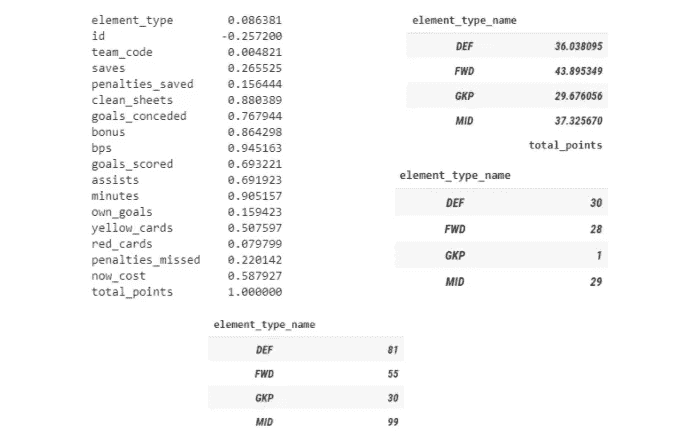 element_type 0.086381
id -0.257200
team_code 0.004821
saves 0.265525
penalties_saved 0.156444
clean_sheets 0.880389
goals_conceded 0.767944
bonus 0.864298
bps 0.945163
goals_scored 0.693221
assists 0.691923
minutes 0.905157
own_goals 0.159423
yellow_cards 0.507597
red_cards 0.079799
penalties_missed 0.220142
now_cost 0.587927
total_points 1.000000
element_type_name
DEF 36.038095
FWD 43.895349
GKP 29.676056
MID 37.325670
total_points
element_type_name
DEF 30
FWD 28
GKP 1
MID 29
element_type_name
DEF 81
FWD 55
GKP 30
MID 99